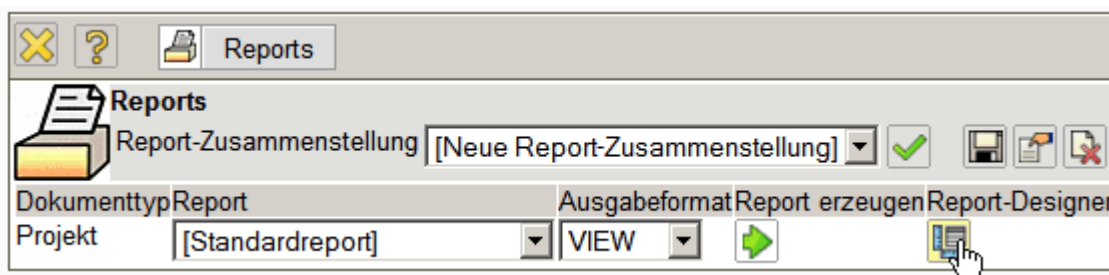 Reports
Reports
Report-Zusammenstellung [Neue Report-Zusammenstellung]
Dokumenttyp Report Ausgabeformat Report erzeugen Report-Designer
Projekt [Standardreport] VIEW